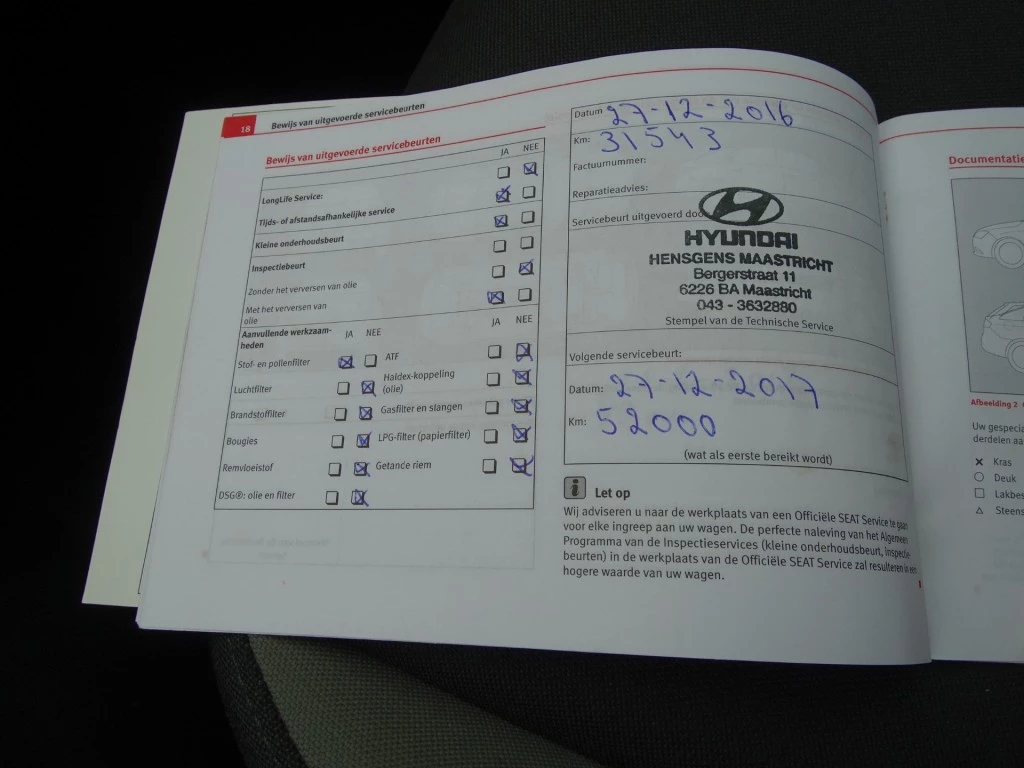 18 Bewijs van uitgevoerde servicebeurten
Bewijs van uitgevoerde servicebeurten
JA NEE
LongLife Service:
Tijds- of afstandsafhankelijke service
Kleine onderhoudsbeurt
Inspectiebeurt
Zonder het verversen van olie
Met het verversen van
olie
Aanvullende werkzaam-
heden
JA NEE
JA NEE
Stof- en pollenfilter
ATF
Luchtfilter
Haldex-koppeling
(olie)
Brandstoffilter
Gasfilter en slangen
Bougies
LPG-filter (papierfilter)
Remvloeistof
Getande riem
DSG®: olie en filter
Datum 27-12-2016
Km: 31543
Factuurnummer:
Reparatieadvies:
Servicebeurt uitgevoerd doo
HYUNDAI
HENSGENS MAASTRICHT
Bergerstraat 11
6226 BA Maastricht
043 - 3632880
Stempel van de Technische Service
Volgende servicebeurt:
Datum: 27-12-2017
Km: 52000
(wat als eerste bereikt wordt)
i Let op
Wij adviseren u naar de werkplaats van een Officiële SEAT Service te gaan
voor elke ingreep aan uw wagen. De perfecte naleving van het Algemeen
Programma van de Inspectieservices (kleine onderhoudsbeurt, inspectie-
beurten) in de werkplaats van de Officiële SEAT Service zal resulteren in een
hogere waarde van uw wagen.
Documentatie
Afbeelding 2
Uw gespecia
derdelen aa
Kras
Deuk
Lakbes
Steens